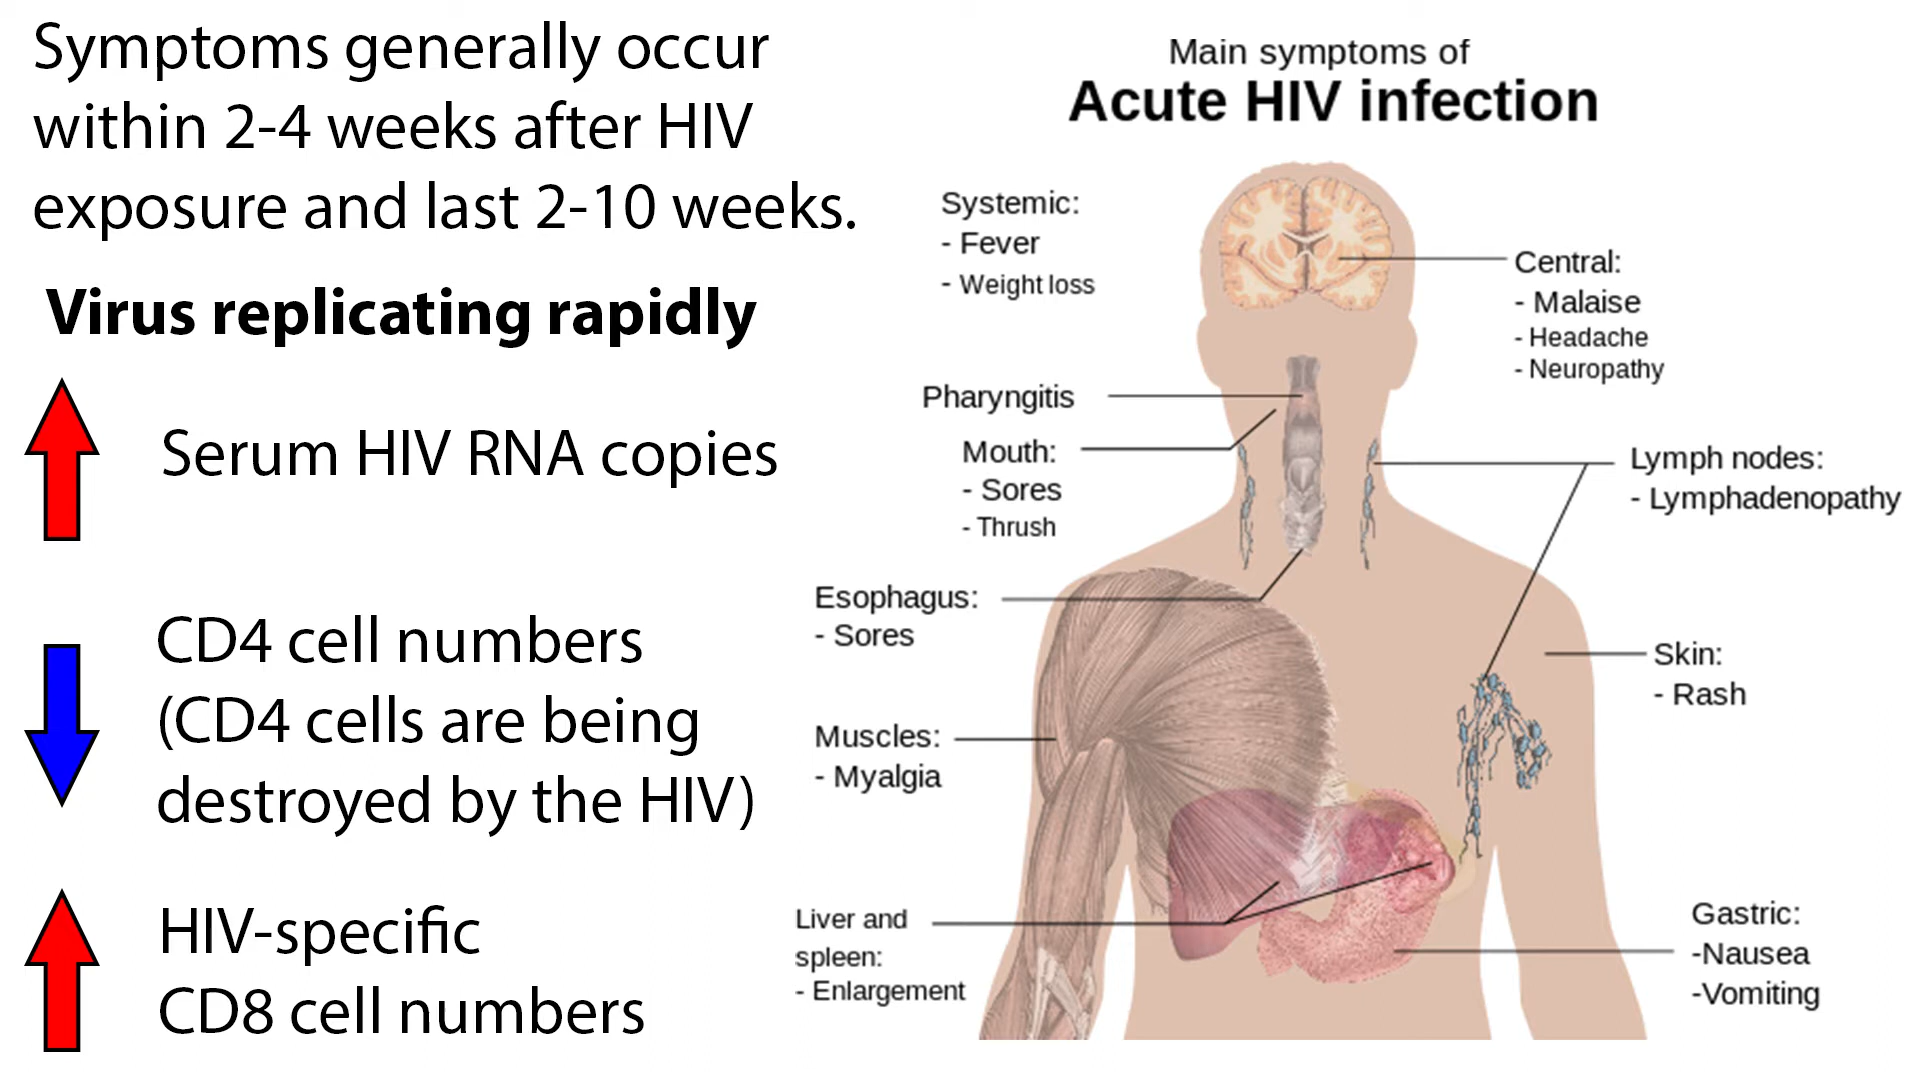 Symptoms generally occur
within 2-4 weeks after HIV
exposure and last 2-10 weeks.
Virus replicating rapidly
Serum HIV RNA copies
CD4 cell numbers
(CD4 cells are being
destroyed by the HIV)
HIV-specific
CD8 cell numbers
Main symptoms of
Acute HIV infection
Systemic:
- Fever
- Weight loss
Central:
- Malaise
- Headache
- Neuropathy
Pharyngitis
Mouth:
- Sores
- Thrush
Lymph nodes:
- Lymphadenopathy
Esophagus:
- Sores
Skin:
- Rash
Muscles:
- Myalgia
Liver and
spleen:
- Enlargement
Gastric:
-Nausea
-Vomiting